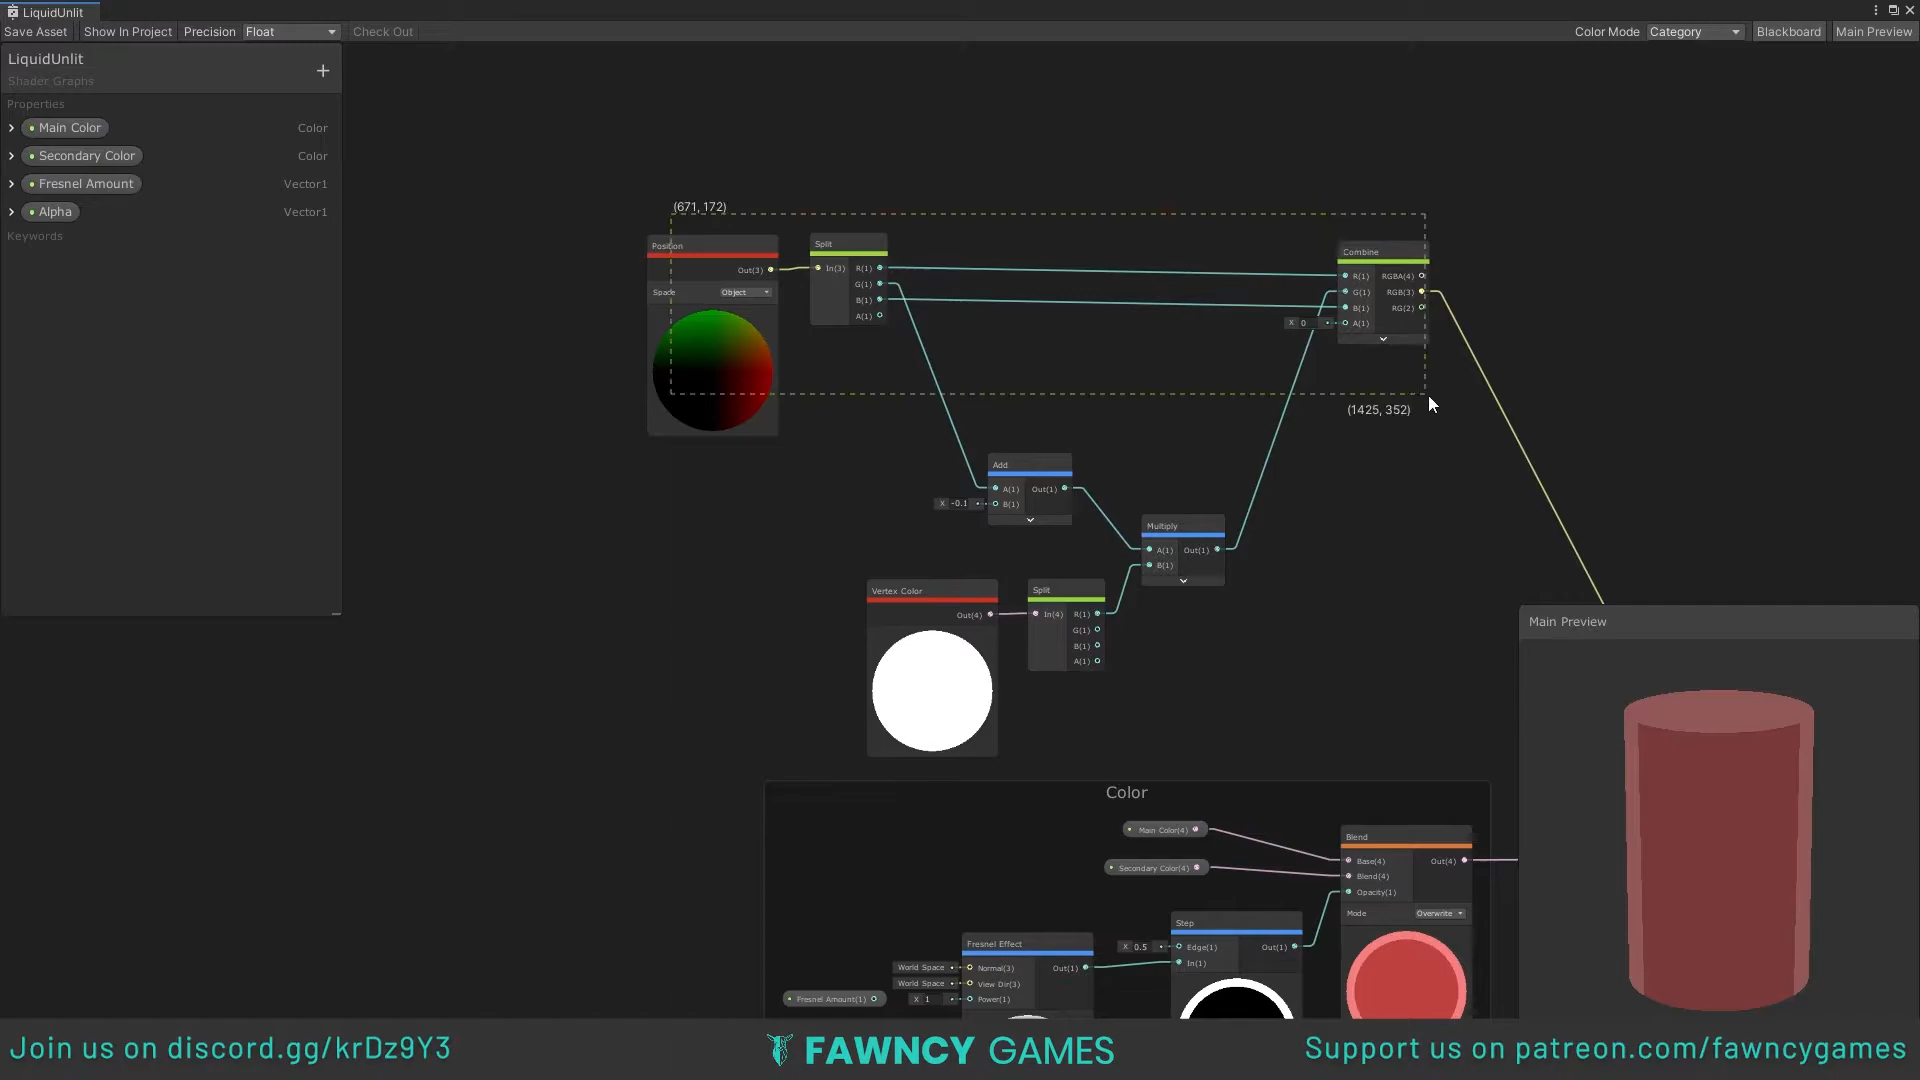 LiquidUnlit
Save Asset
Show In Project
Precision
Float
Check Out
Color Mode
Category
Blackboard
Main Preview
LiquidUnlit
Shader Graphs
Properties
Main Color
Color
Secondary Color
Color
Fresnel Amount
Vector1
Alpha
Vector1
Keywords
(671, 172)
Position
Out(3)
Space
Object
Split
In(3)
R(1)
G(1)
B(1)
A(1)
Combine
R(1)
RGBA(4)
G(1)
RGB(3)
B(1)
RG(2)
X 0
A(1)
(1425, 352)
Add
A(1)
Out(1)
X -0.1
B(1)
Multiply
A(1)
Out(1)
B(1)
Vertex Color
Out(4)
Split
In(4)
R(1)
G(1)
B(1)
A(1)
Main Preview
Color
Main Color(4)
Secondary Color(4)
Blend
Base(4)
Out(4)
Blend(4)
Opacity(1)
Mode
Overwrite
Step
X 0.5
Edge(1)
Out(1)
In(1)
Fresnel Effect
World Space
Normal(3)
Out(1)
World Space
View Dir(3)
Fresnel Amount(1)
X 1
Power(1)
Join us on discord.gg/krDz9Y3
FAWNCY GAMES
Support us on patreon.com/fawncygames